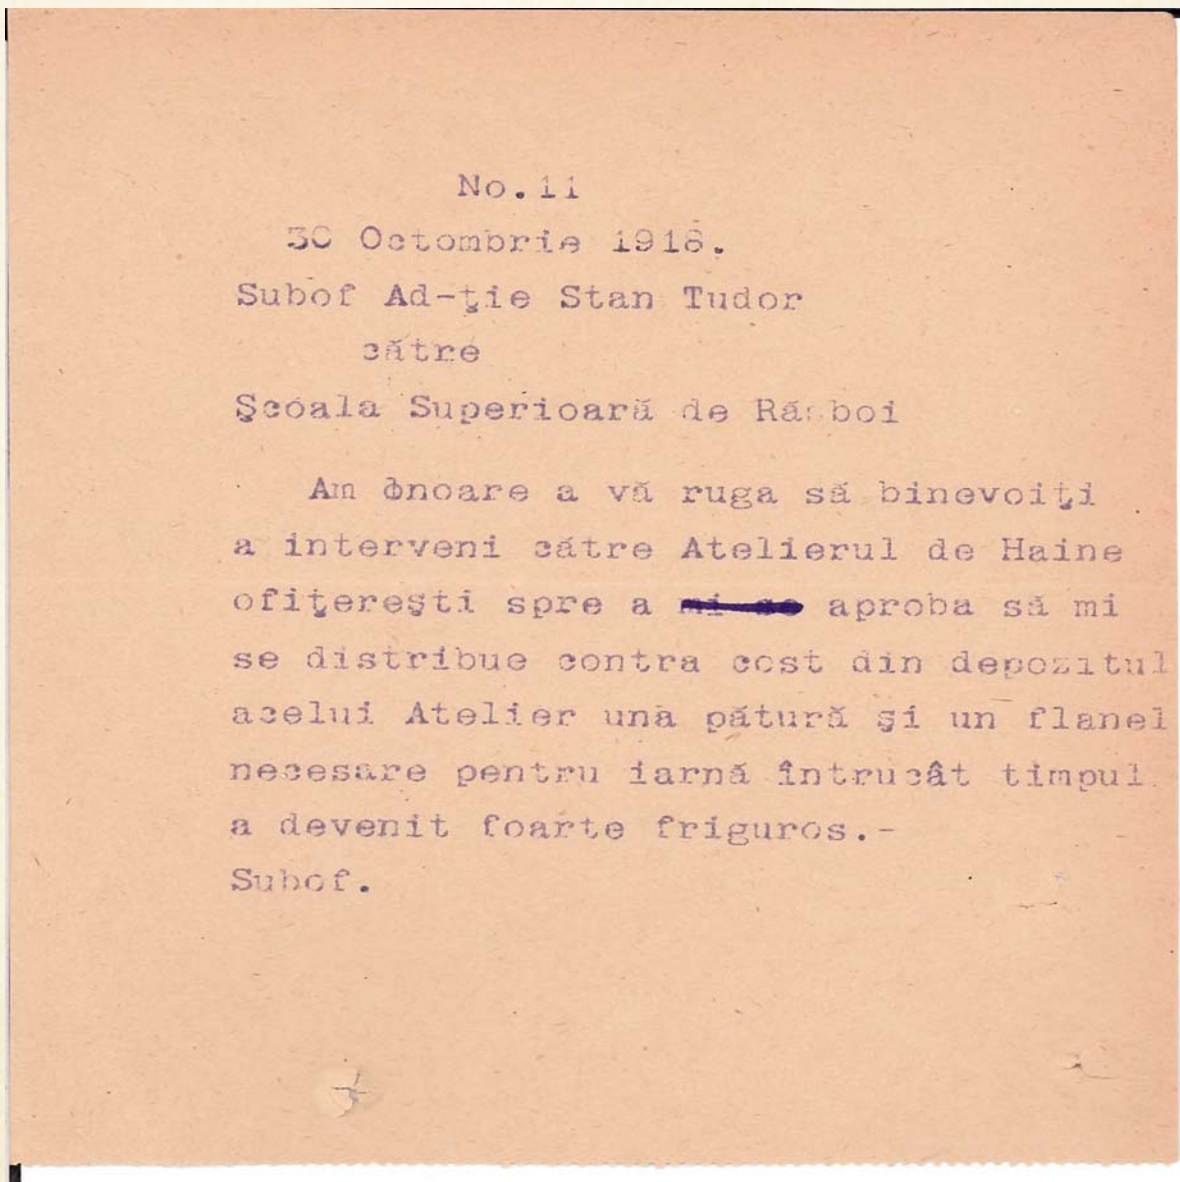 No.11
30 Octombrie 1918.
Subof Ad-ţie Stan Tudor
către
Şcoala Superioară de Răsboi
Am onoare a vă ruga să binevoiţi
a interveni către Atelierul de Haine
ofiţereşti spre a aproba să mi
se distribue contra cost din depozitul
acelui Atelier una pătură şi un flanel
necesare pentru iarnă întrucât timpul
a devenit foarte friguros.-
Subof.